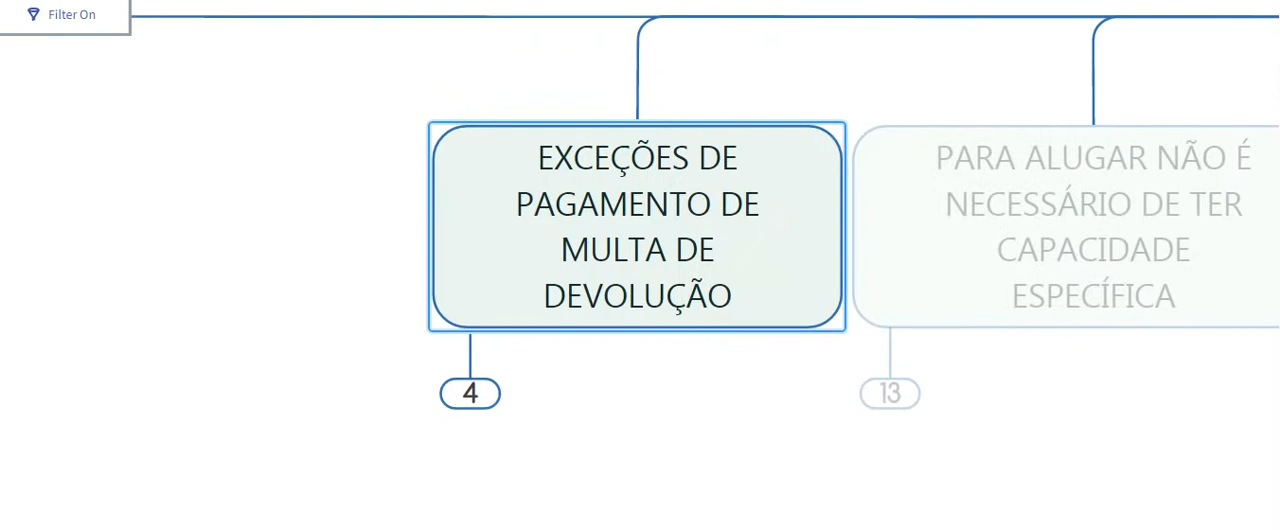 Filter On
EXCEÇÕES DE
PAGAMENTO DE
MULTA DE
DEVOLUÇÃO
4
PARA ALUGAR NÃO É
NECESSÁRIO DE TER
CAPACIDADE
ESPECÍFICA
13